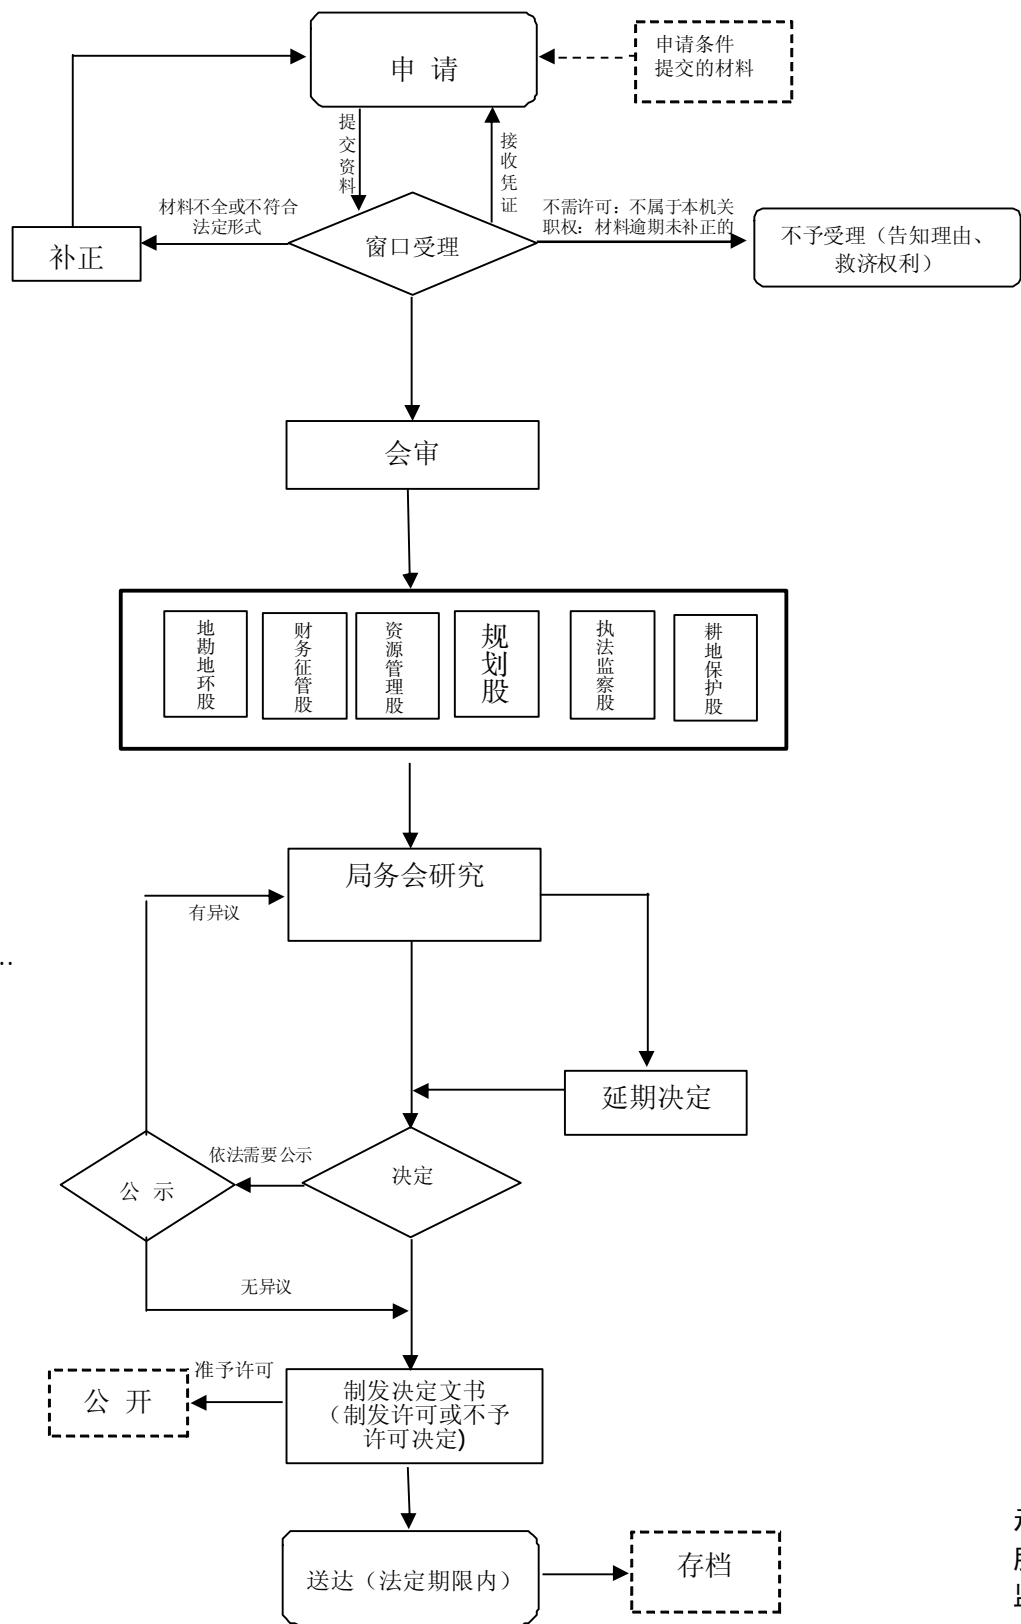 申 请
申请条件
提交的材料
提交资料
接收凭证
材料不全或不符合
法定形式
不需许可：不属于本机关
职权：材料逾期未补正的
补正
窗口受理
不予受理（告知理由、
救济权利）
会审
地勘地环股
财务征管股
资源管理股
规划股
执法监察股
耕地保护股
局务会研究
有异议
..
延期决定
依法需要公示
决定
公 示
无异议
准予许可
公 开
制发决定文书
（制发许可或不予
许可决定)
送达（法定期限内）
存档